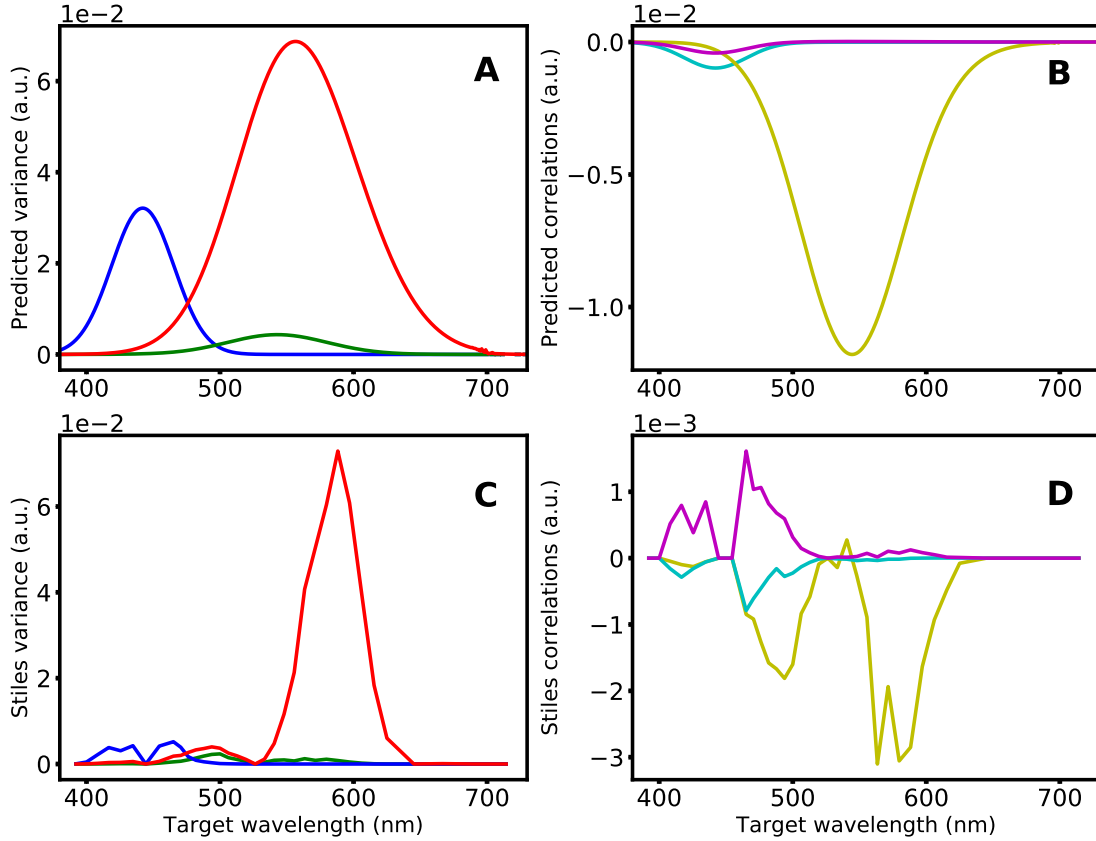 1e−2
A
Predicted variance (a.u.)
6
4
2
0
400 500 600 700
1e−2
B
Predicted correlations (a.u.)
0.0
−0.5
−1.0
400 500 600 700
1e−2
C
Stiles variance (a.u.)
6
4
2
0
400 500 600 700
Target wavelength (nm)
1e−3
D
Stiles correlations (a.u.)
1
0
−1
−2
−3
400 500 600 700
Target wavelength (nm)